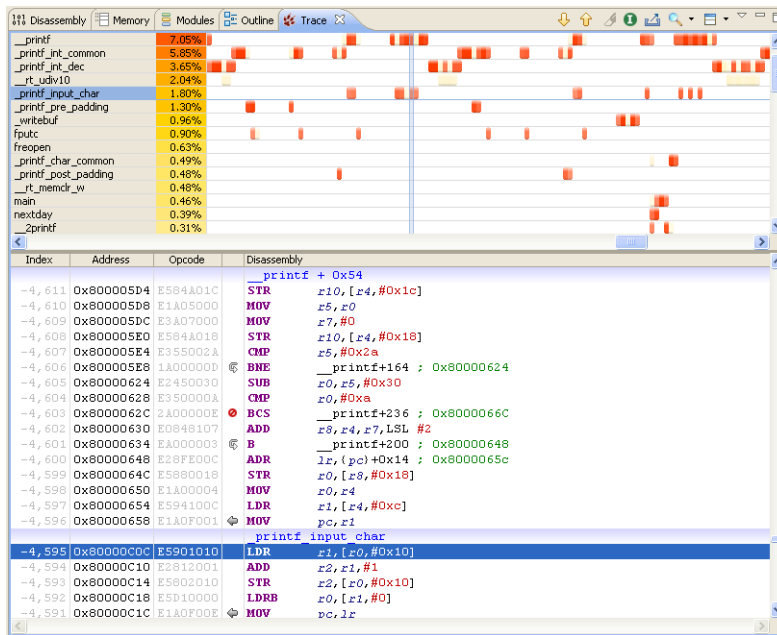 Disassembly Memory Modules Outline Trace
__printf 7.05%
_printf_int_common 5.85%
_printf_int_dec 3.65%
__rt_udiv10 2.04%
_printf_input_char 1.80%
_printf_pre_padding 1.30%
_writebuf 0.96%
fputc 0.90%
freopen 0.63%
_printf_char_common 0.49%
_printf_post_padding 0.48%
__rt_memclr_w 0.48%
main 0.46%
nextday 0.39%
__2printf 0.31%
Index Address Opcode Disassembly
__printf + 0x54
-4,611 0x800005D4 E584A01C STR r10,[r4,#0x1c]
-4,610 0x800005D8 E1A05000 MOV r5,r0
-4,609 0x800005DC E3A07000 MOV r7,#0
-4,608 0x800005E0 E584A018 STR r10,[r4,#0x18]
-4,607 0x800005E4 E355002A CMP r5,#0x2a
-4,606 0x800005E8 1A00000D BNE __printf+164 ; 0x80000624
-4,605 0x80000624 E2450030 SUB r0,r5,#0x30
-4,604 0x80000628 E350000A CMP r0,#0xa
-4,603 0x8000062C 2A00000E BCS __printf+236 ; 0x8000066C
-4,602 0x80000630 E0848107 ADD r8,r4,r7,LSL #2
-4,601 0x80000634 EA000003 B __printf+200 ; 0x80000648
-4,600 0x80000648 E28FE00C ADR lr,{pc}+0x14 ; 0x8000065c
-4,599 0x8000064C E5880018 STR r0,[r8,#0x18]
-4,598 0x80000650 E1A00004 MOV r0,r4
-4,597 0x80000654 E594100C LDR r1,[r4,#0xc]
-4,596 0x80000658 E1A0F001 MOV pc,r1
_printf_input_char
-4,595 0x80000C0C E5901010 LDR r1,[r0,#0x10]
-4,594 0x80000C10 E2812001 ADD r2,r1,#1
-4,593 0x80000C14 E5802010 STR r2,[r0,#0x10]
-4,592 0x80000C18 E5D10000 LDRB r0,[r1,#0]
-4,591 0x80000C1C E1A0F00E MOV pc,lr